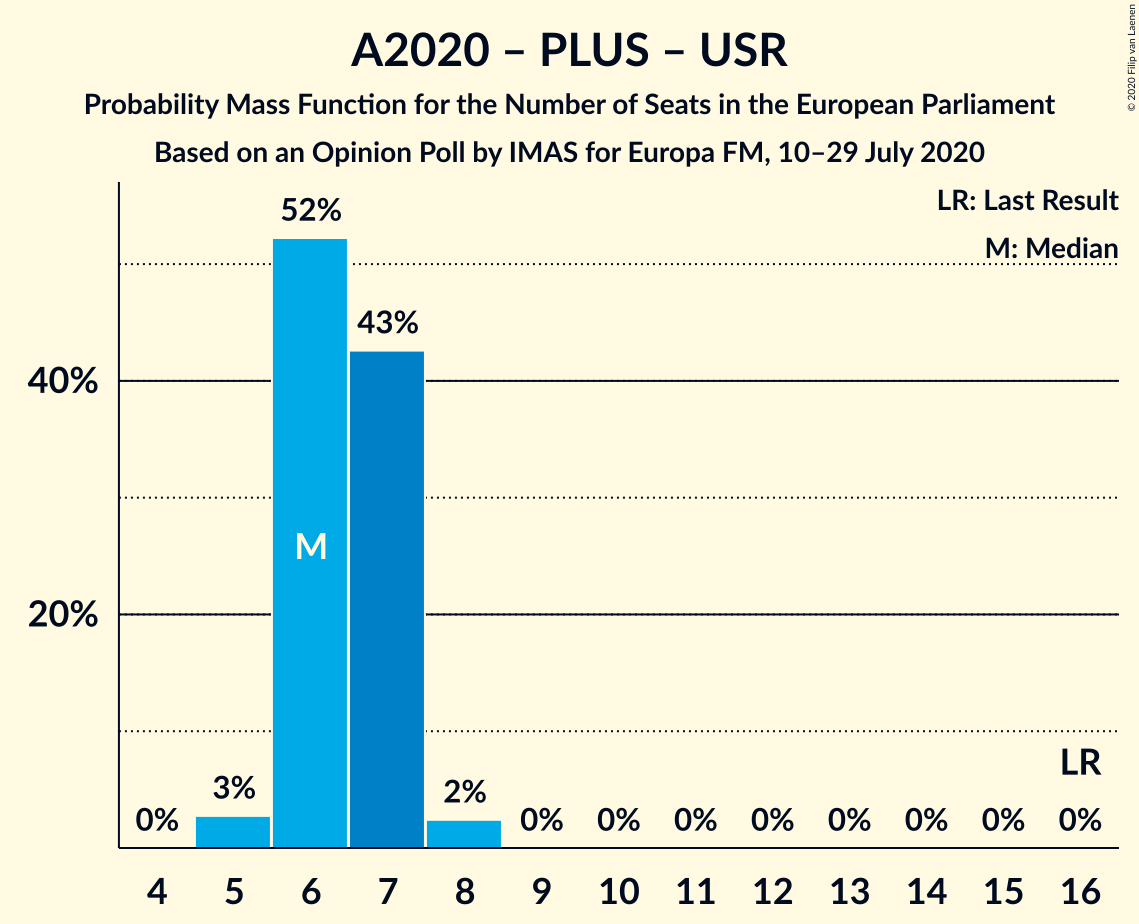 A2020 – PLUS – USR
Probability Mass Function for the Number of Seats in the European Parliament
Based on an Opinion Poll by IMAS for Europa FM, 10–29 July 2020
© 2020 Filip van Laenen
LR: Last Result
M: Median
52%
43%
40%
M
20%
LR
0% 3% 2% 0% 0% 0% 0% 0% 0% 0% 0%
4 5 6 7 8 9 10 11 12 13 14 15 16